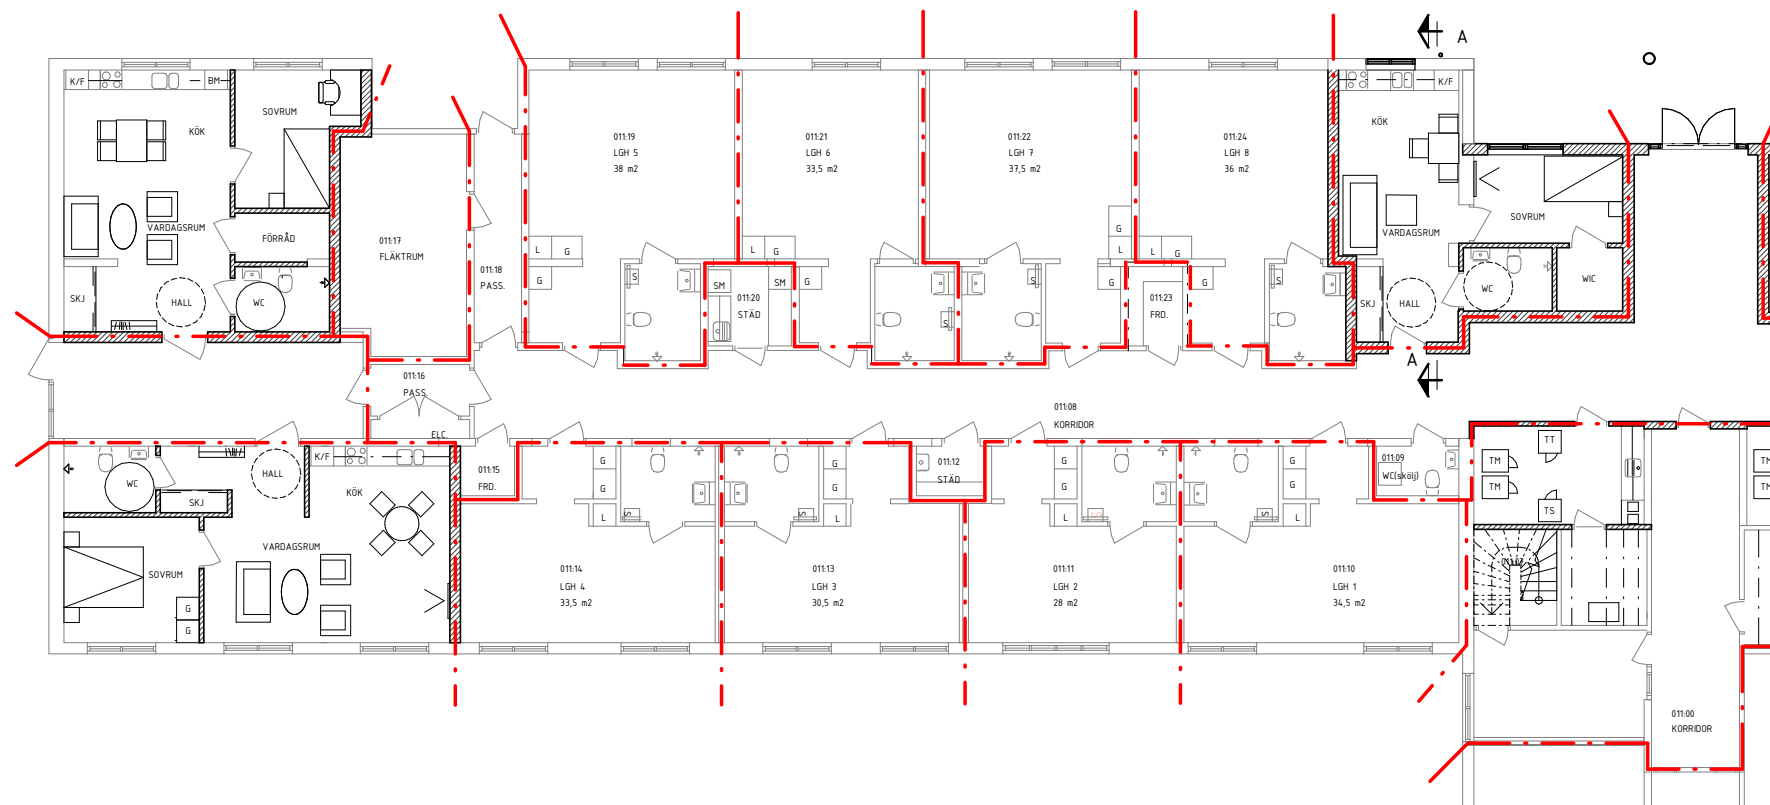 A
K/F
BM
SOVRUM
KÖK
VARDAGSRUM
FÖRRÅD
SKJ
HALL
WC
011:17
FLÄKTRUM
011:18
PASS.
011:19
LGH 5
38 m2
L
G
G
S
011:20
STÄD
SM
SM
011:21
LGH 6
33,5 m2
L
G
G
S
011:22
LGH 7
37,5 m2
G
L
G
G
011:23
FRD.
011:24
LGH 8
36 m2
L
G
G
S
K/F
KÖK
VARDAGSRUM
SOVRUM
SKJ
HALL
WC
WIC
A
011:16
PASS.
ELC.
011:08
KORRIDOR
WC
SKJ
HALL
K/F
KÖK
VARDAGSRUM
SOVRUM
G
G
011:15
FRD.
G
G
L
S
011:14
LGH 4
33,5 m2
S
G
G
L
011:13
LGH 3
30,5 m2
011:12
STÄD
G
G
L
S
011:11
LGH 2
28 m2
S
G
G
L
011:10
LGH 1
34,5 m2
011:09
WC(skölj)
TT
TM
TM
TS
TM
TM
011:00
KORRIDOR